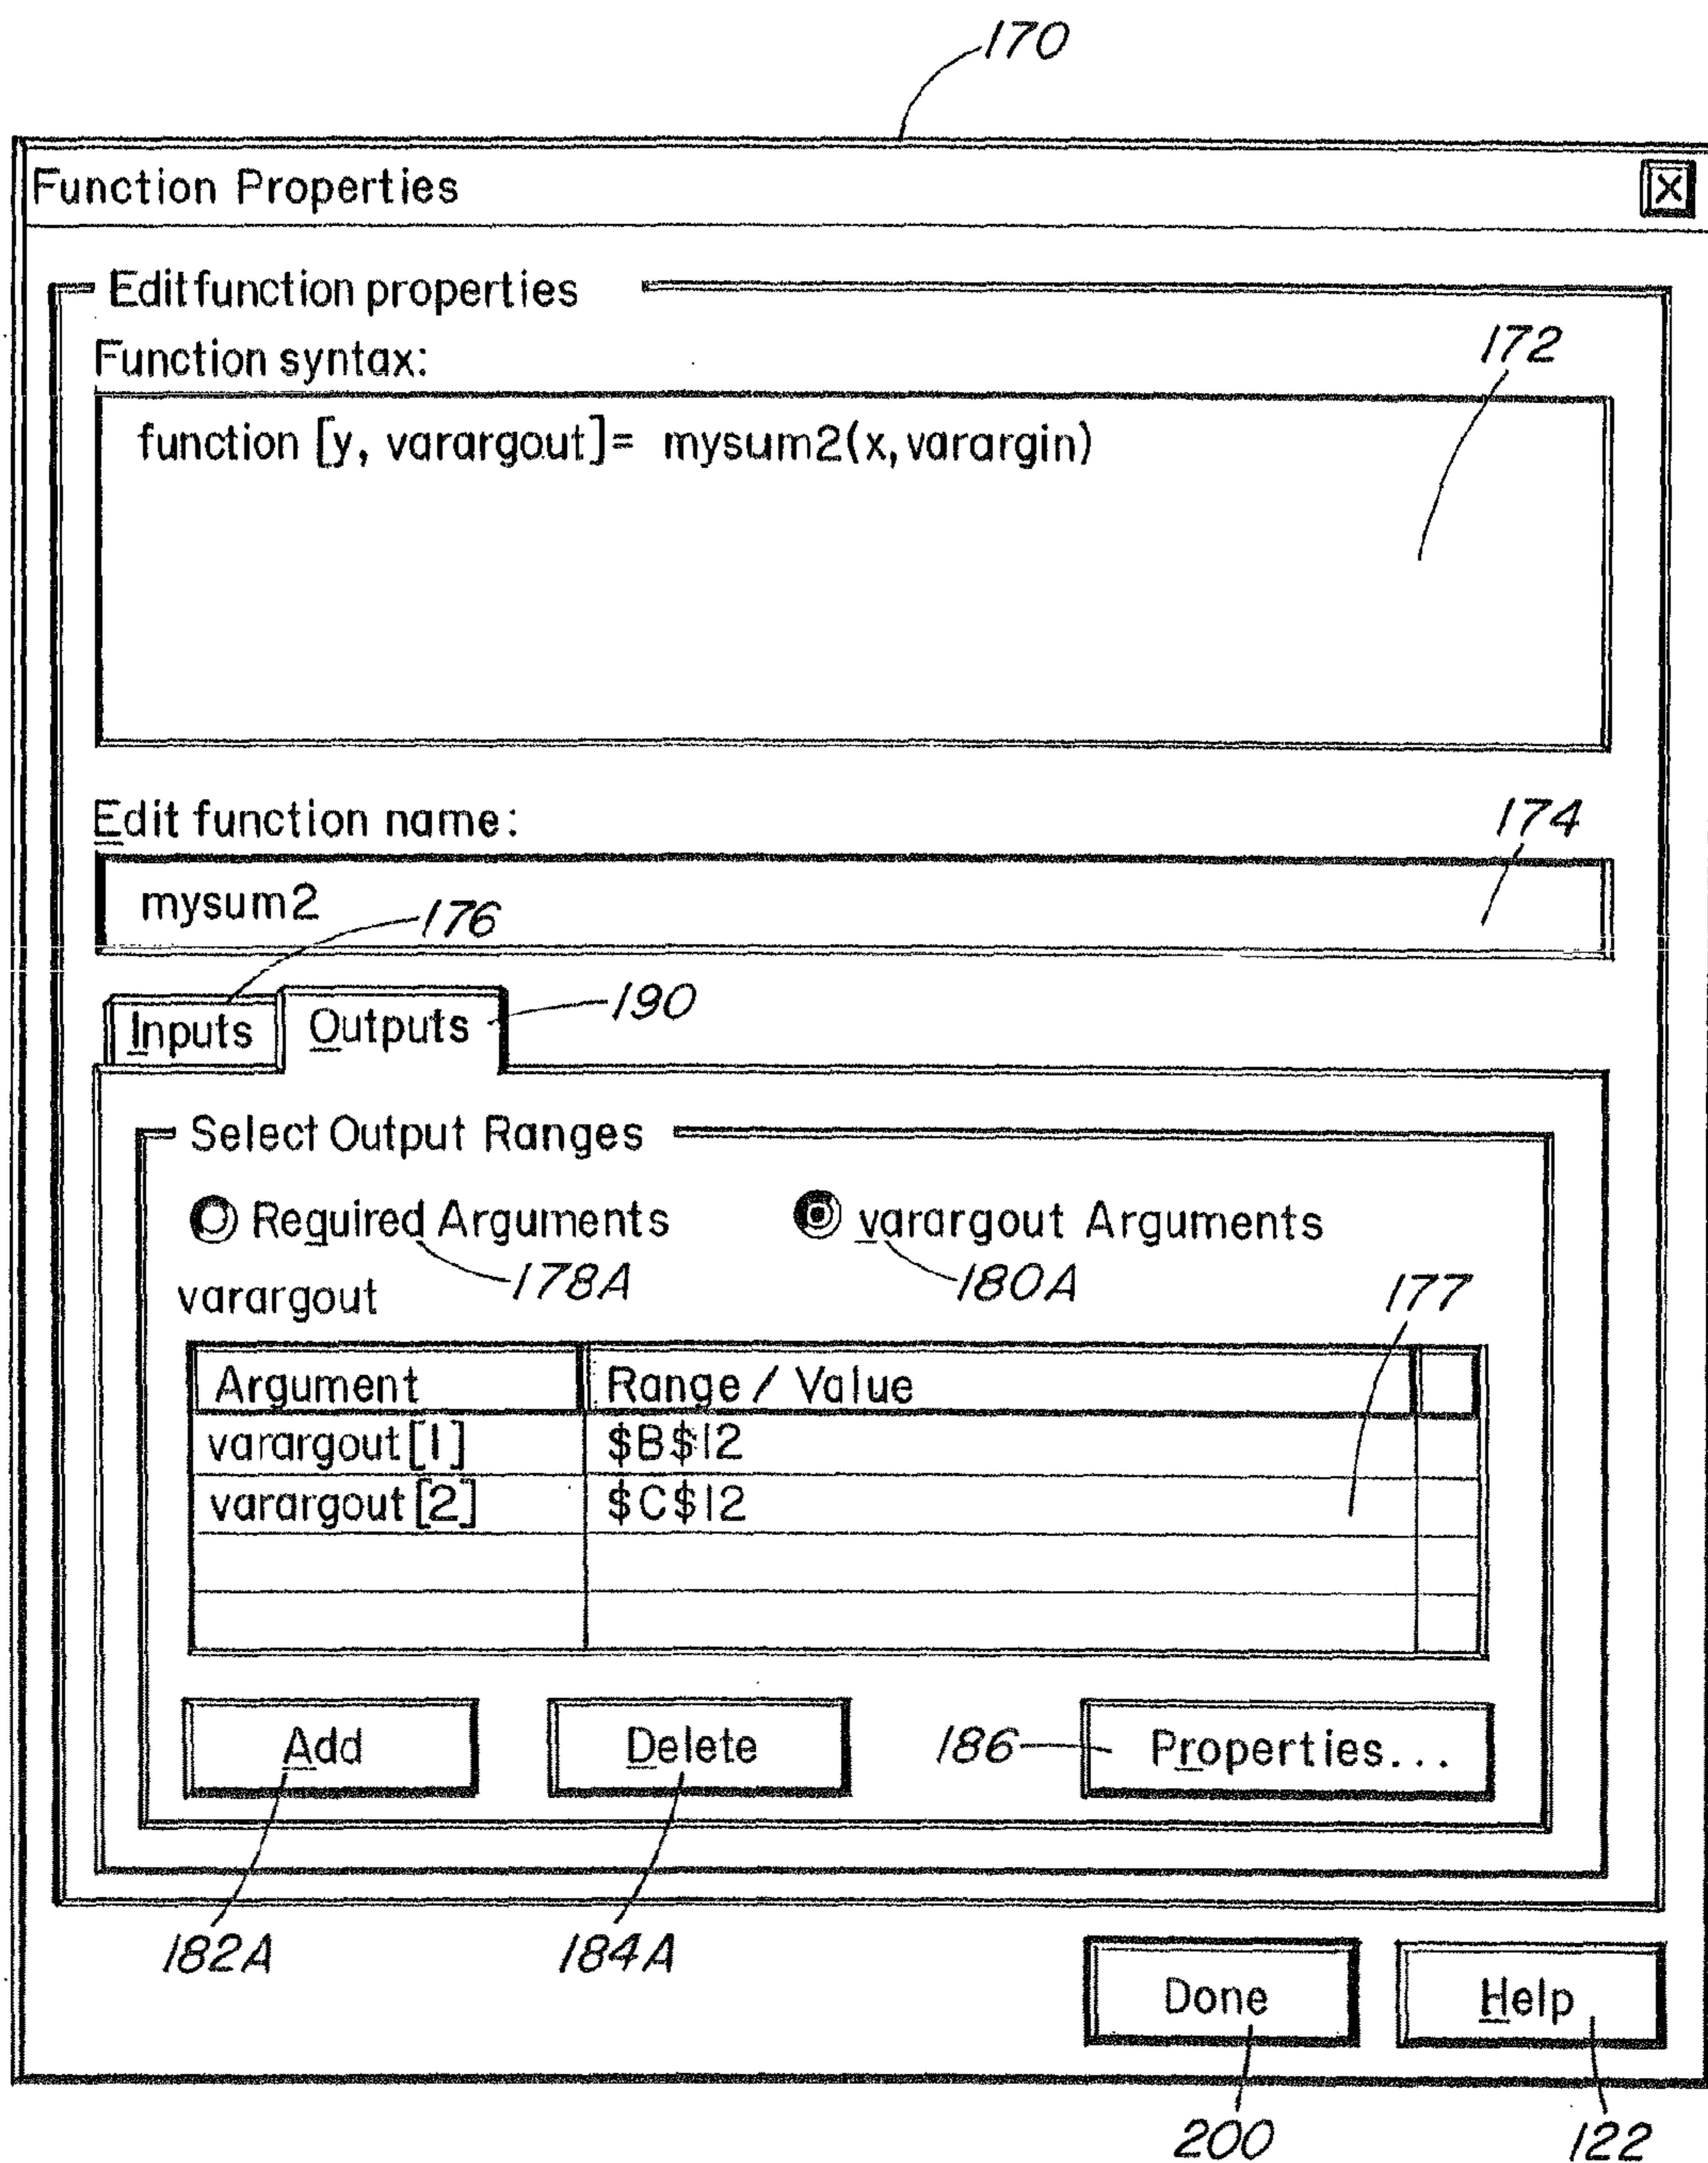 170
Function Properties
Edit function properties
Function syntax:
172
function [y, varargout]= mysum2(x, varargin)
Edit function name:
174
mysum2
176
Inputs
Outputs
190
Select Output Ranges
Required Arguments
varargout Arguments
178A
180A
varargout
177
Argument Range / Value
varargout[1] $B$12
varargout[2] $C$12
Add
Delete
186
Properties...
182A
184A
Done
Help
200
122